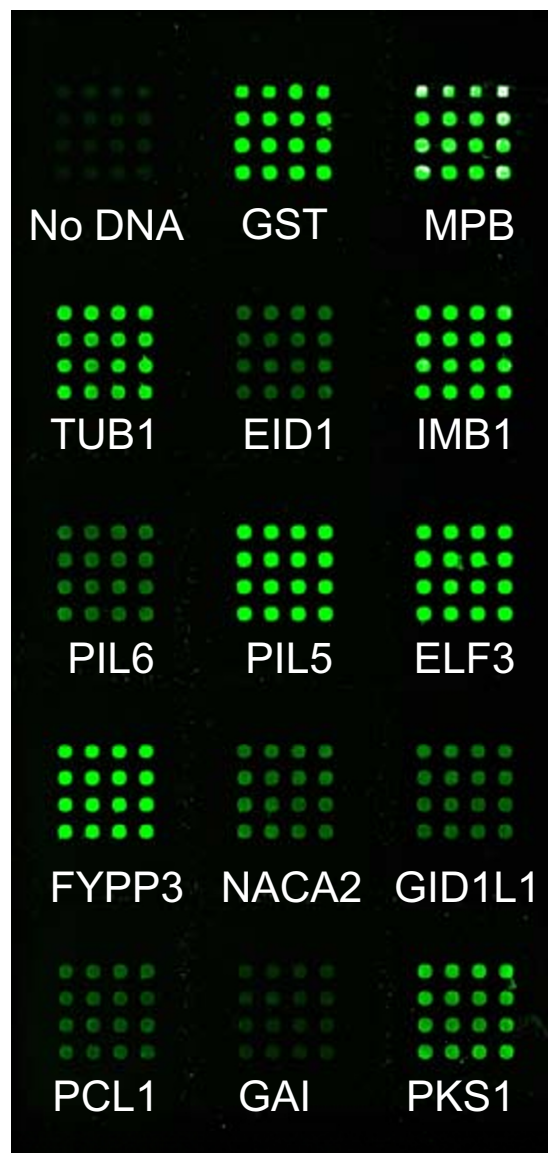 No DNA GST MPB
TUB1 EID1 IMB1
PIL6 PIL5 ELF3
FYPP3 NACA2 GID1L1
PCL1 GAI PKS1